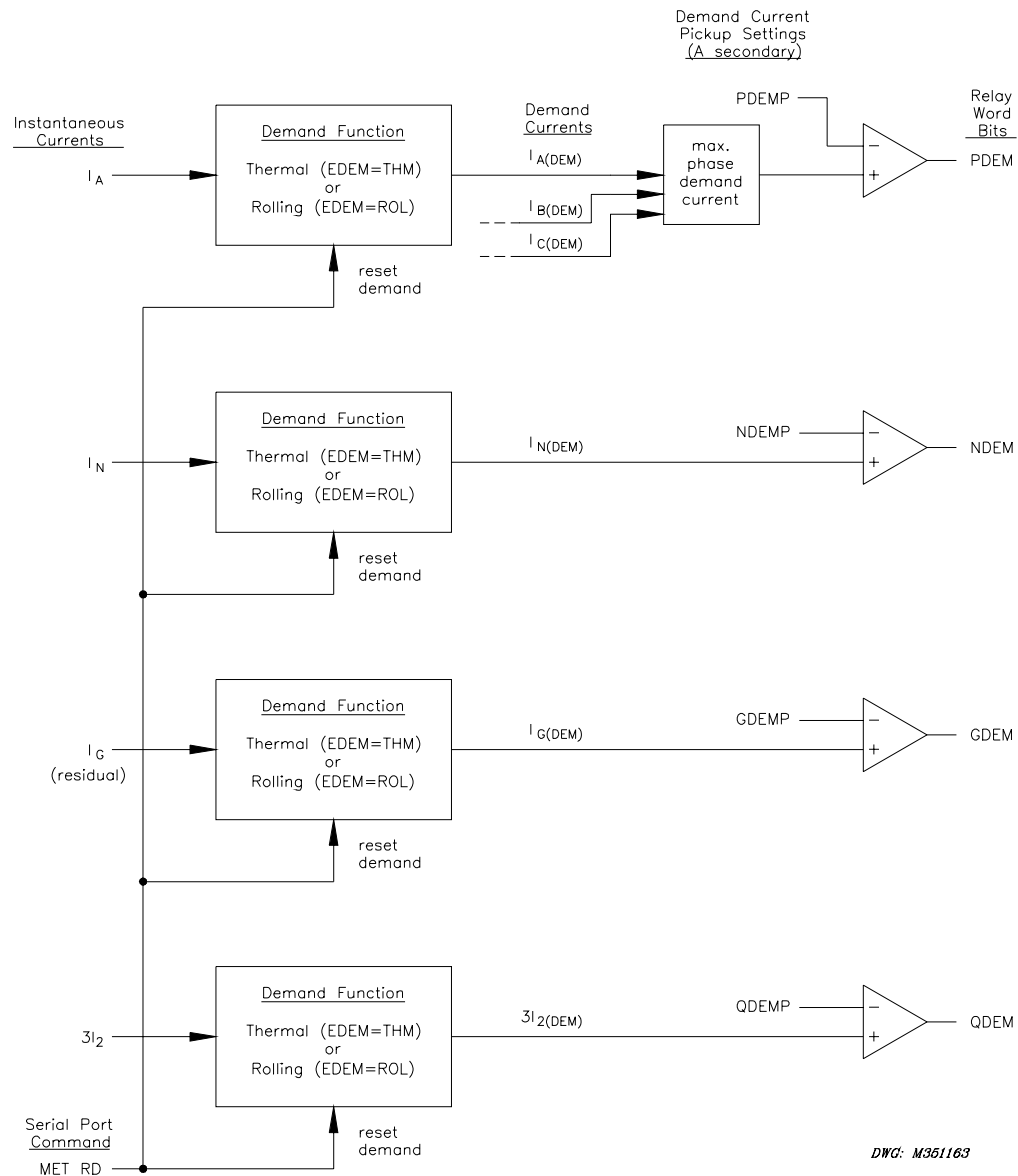 Demand Current
Pickup Settings
(A secondary)
Instantaneous
Currents
Demand Function
Thermal (EDEM=THM)
or
Rolling (EDEM=ROL)
Demand
Currents
PDEMP
Relay
Word
Bits
I A
I A(DEM)
I B(DEM)
I C(DEM)
max.
phase
demand
current
−
+
PDEM
reset
demand
Demand Function
Thermal (EDEM=THM)
or
Rolling (EDEM=ROL)
I N
I N(DEM)
NDEMP
−
+
NDEM
reset
demand
Demand Function
Thermal (EDEM=THM)
or
Rolling (EDEM=ROL)
I G
(residual)
I G(DEM)
GDEMP
−
+
GDEM
reset
demand
Demand Function
Thermal (EDEM=THM)
or
Rolling (EDEM=ROL)
3I2
3I2(DEM)
QDEMP
−
+
QDEM
reset
demand
Serial Port
Command
MET RD
DWG: M351163